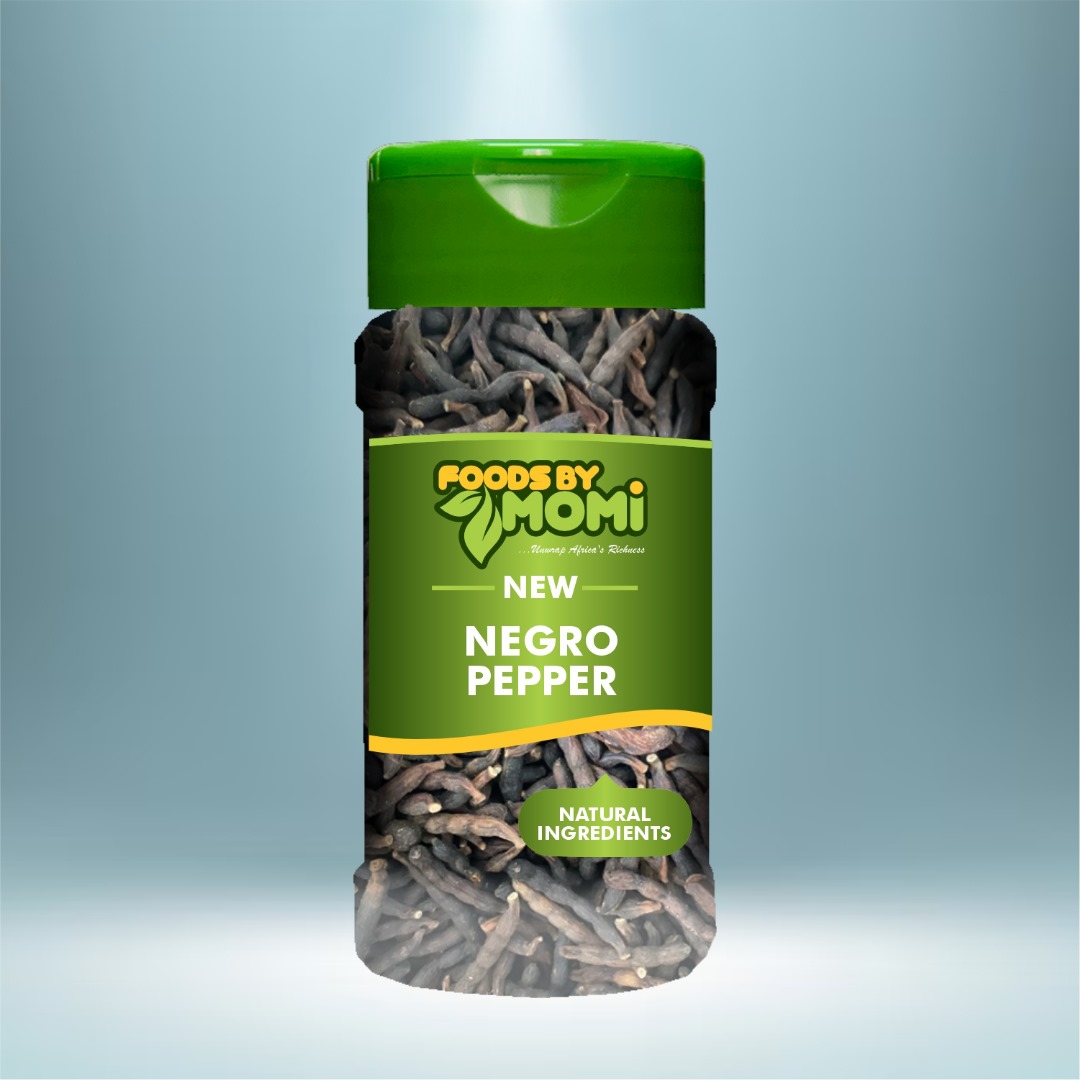 FOODS BY
MOMi
...Unwrap Africa's Richness
NEW
NEGRO
PEPPER
NATURAL
INGREDIENTS